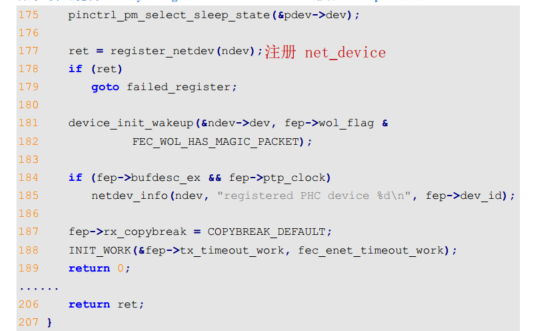 175 pinctrl_pm_select_sleep_state(&pdev->dev);
176
177 ret = register_netdev(ndev); 注册 net_device
178 if (ret)
179 goto failed_register;
180
181 device_init_wakeup(&ndev->dev, fep->wol_flag &
182 FEC_WOL_HAS_MAGIC_PACKET);
183
184 if (fep->bufdesc_ex && fep->ptp_clock)
185 netdev_info(ndev, "registered PHC device %d\n", fep->dev_id);
186
187 fep->rx_copybreak = COPYBREAK_DEFAULT;
188 INIT_WORK(&fep->tx_timeout_work, fec_enet_timeout_work);
189 return 0;
......
206 return ret;
207 }